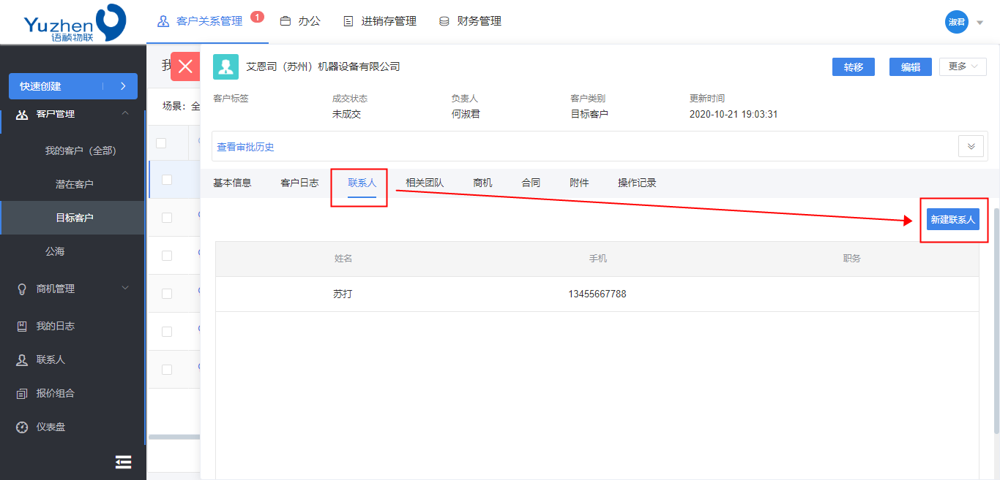 Yuzhen
语祯物联
客户关系管理
1
办公
进销存管理
财务管理
淑君
快速创建
客户管理
我的客户（全部）
潜在客户
目标客户
公海
商机管理
我的日志
联系人
报价组合
仪表盘
我
场景：全
艾恩司（苏州）机器设备有限公司
转移
编辑
更多
客户标签
成交状态
负责人
客户类别
更新时间
未成交
何淑君
目标客户
2020-10-21 19:03:31
查看审批历史
基本信息
客户日志
联系人
相关团队
商机
合同
附件
操作记录
新建联系人
姓名
手机
职务
苏打
13455667788